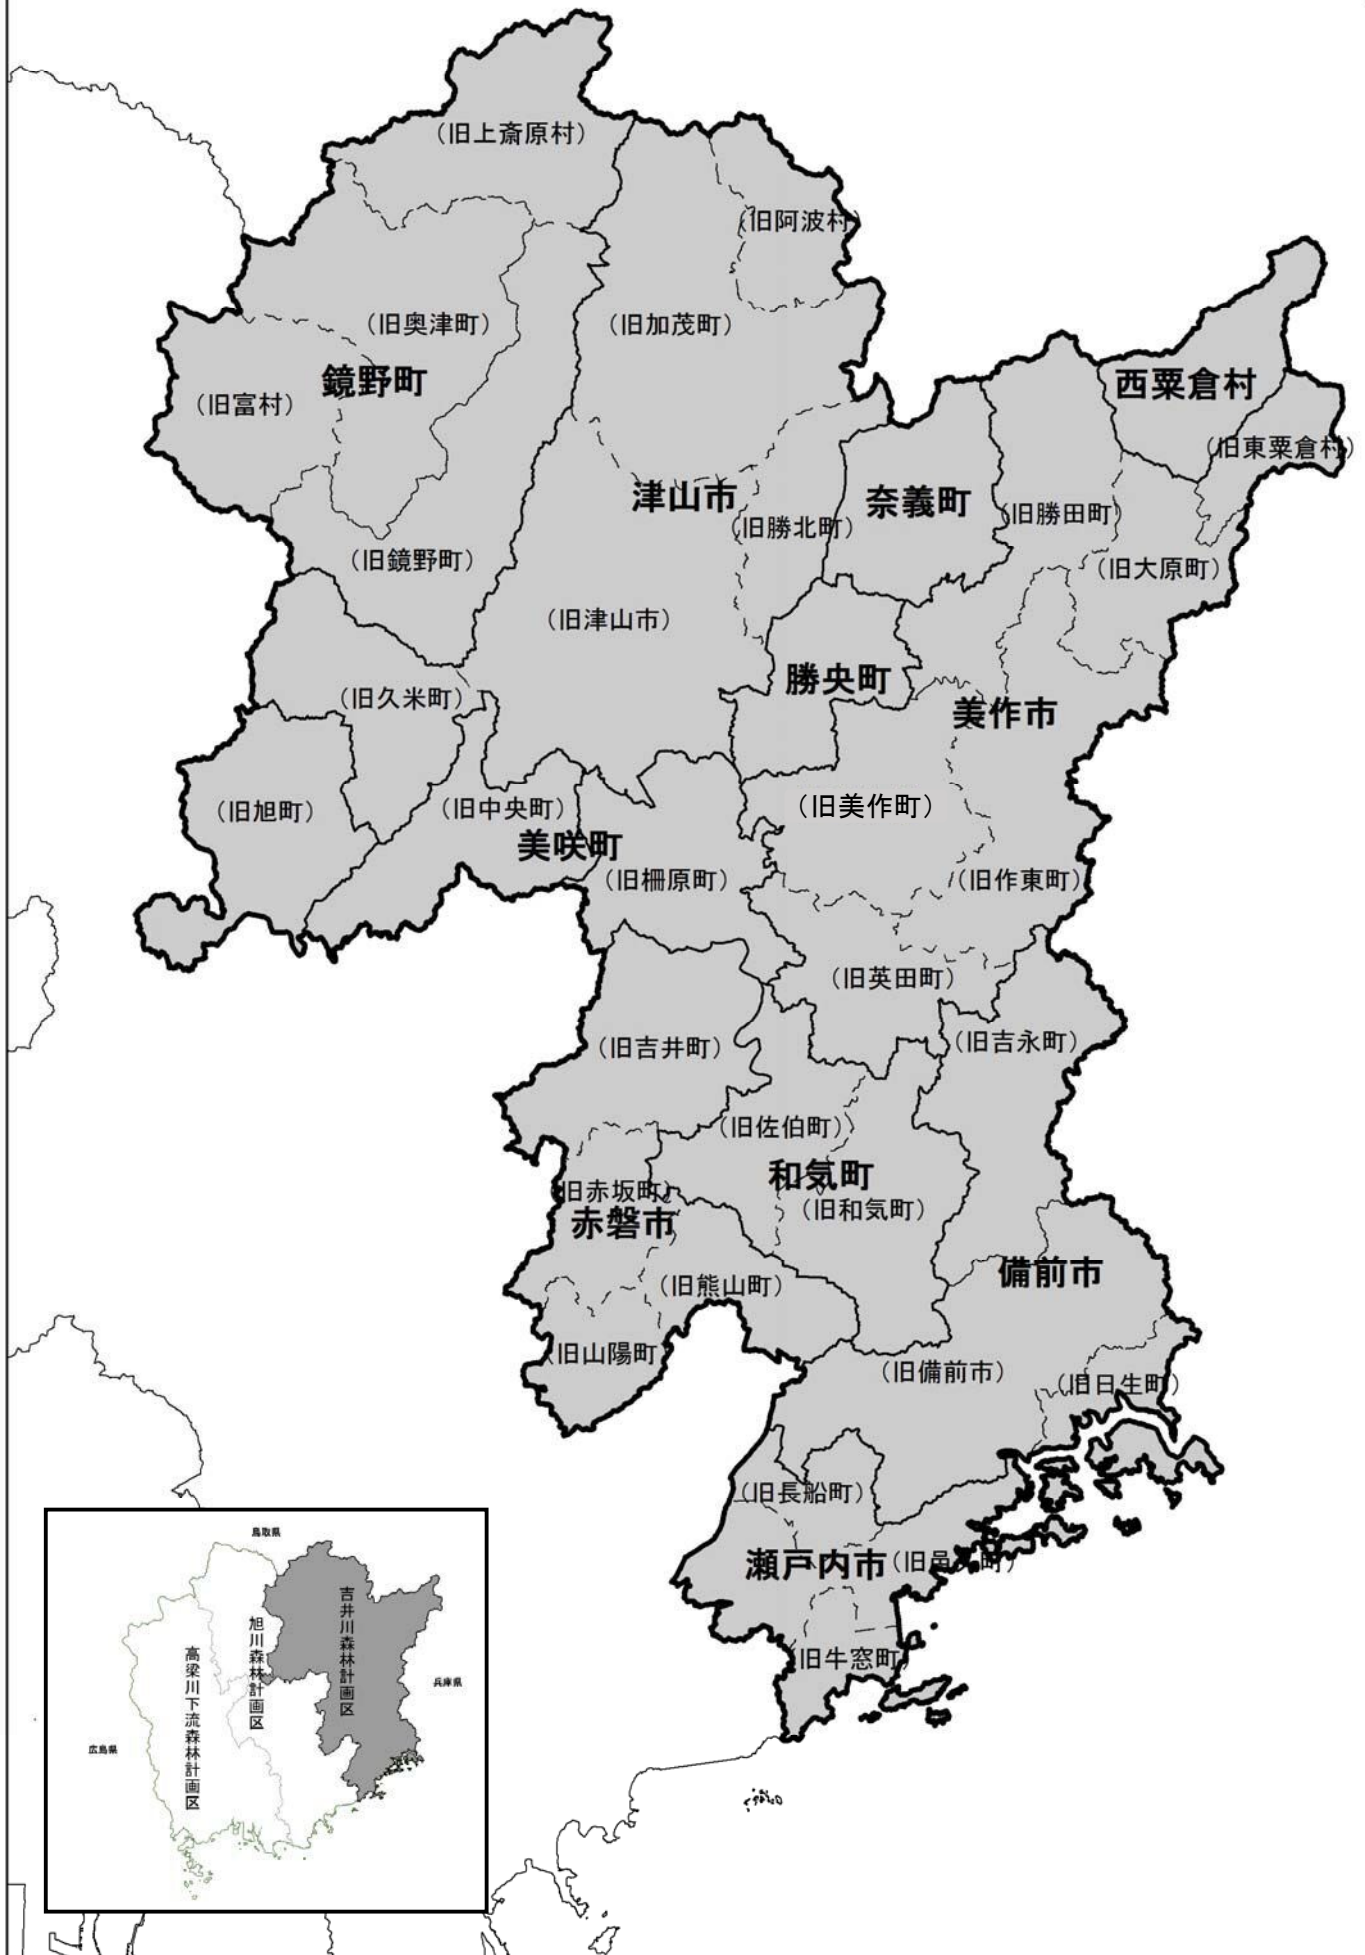 （旧上斎原村）
（旧阿波村）
（旧奥津町）
（旧加茂町）
鏡野町
（旧富村）
西粟倉村
（旧東粟倉村）
津山市
奈義町
（旧勝北町）
（旧勝田町）
（旧鏡野町）
（旧大原町）
（旧津山市）
勝央町
（旧久米町）
美作市
（旧旭町）
（旧中央町）
（旧美作町）
美咲町
（旧柵原町）
（旧作東町）
（旧英田町）
（旧吉井町）
（旧吉永町）
（旧佐伯町）
和気町
（旧赤坂町）
（旧和気町）
赤磐市
備前市
（旧熊山町）
（旧山陽町）
（旧備前市）
（旧日生町）
（旧長船町）
瀬戸内市
（旧邑久町）
（旧牛窓町）
鳥取県
吉井川森林計画区
旭川森林計画区
高梁川下流森林計画区
兵庫県
広島県